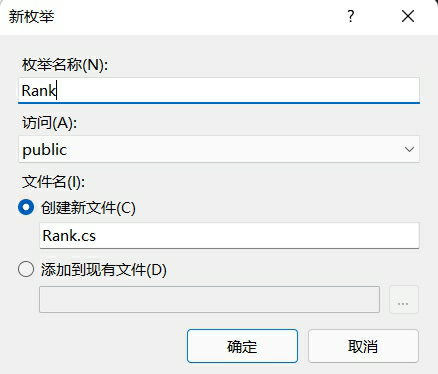 新枚举
?
枚举名称(N):
Rank
访问(A):
public
文件名(I):
创建新文件(C)
Rank.cs
添加到现有文件(D)
...
确定 取消